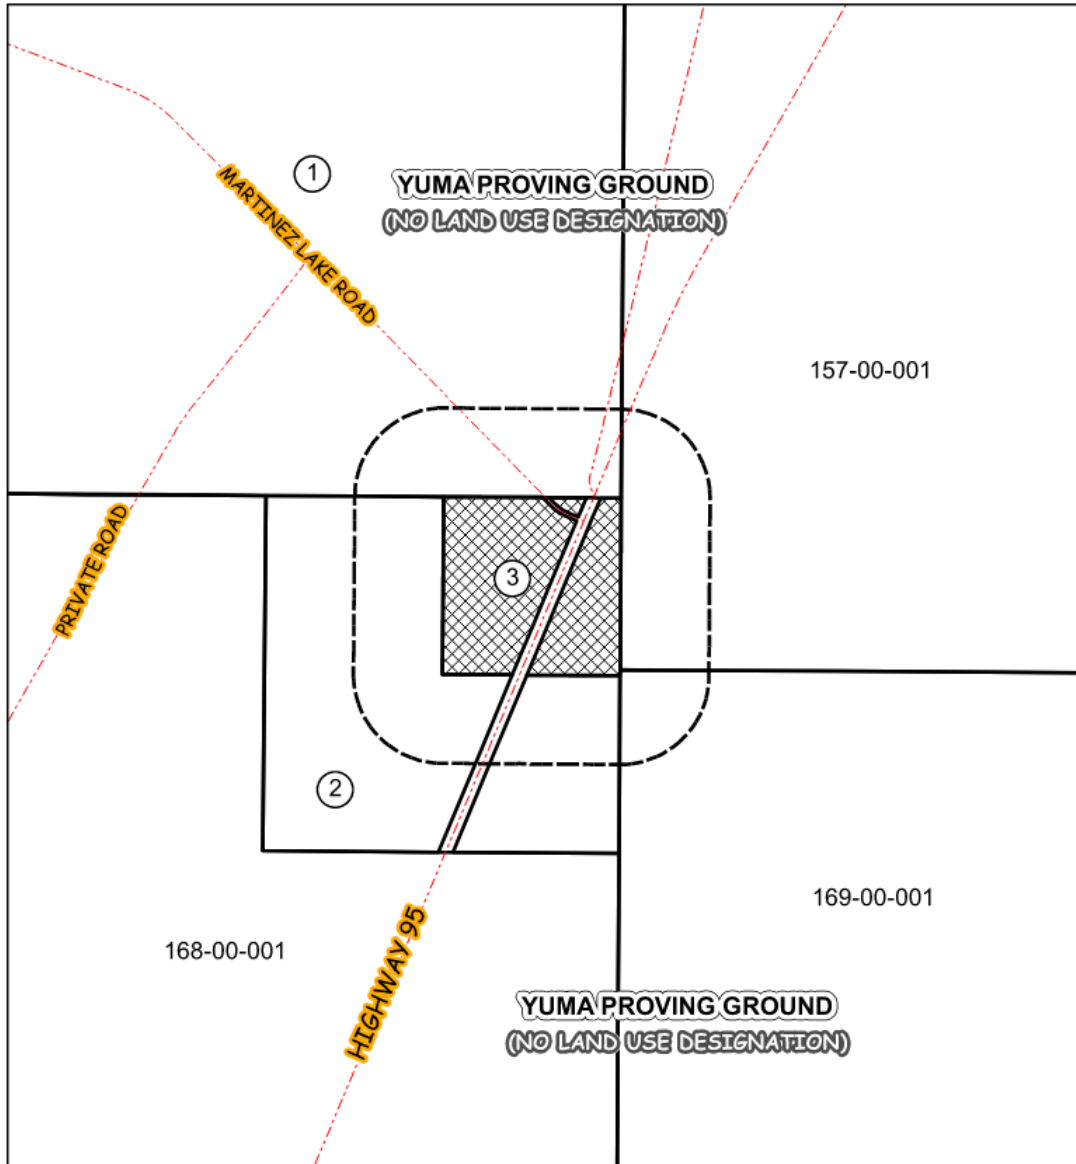 1
YUMA PROVING GROUND
(NO LAND USE DESIGNATION)
MARTINEZ LAKE ROAD
157-00-001
PRIVATE ROAD
3
2
169-00-001
168-00-001
HIGHWAY 95
YUMA PROVING GROUND
(NO LAND USE DESIGNATION)